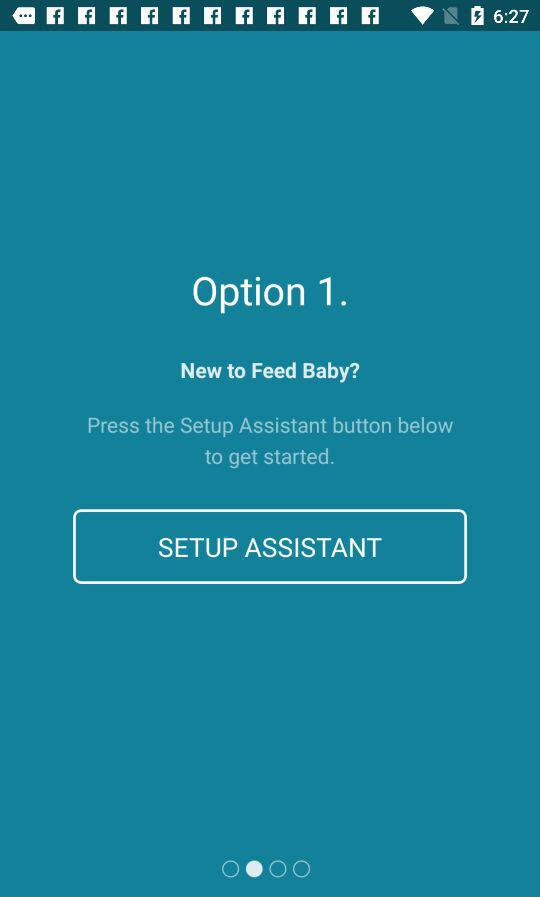 6:27
Option 1.
New to Feed Baby?
Press the Setup Assistant button below
to get started.
SETUP ASSISTANT